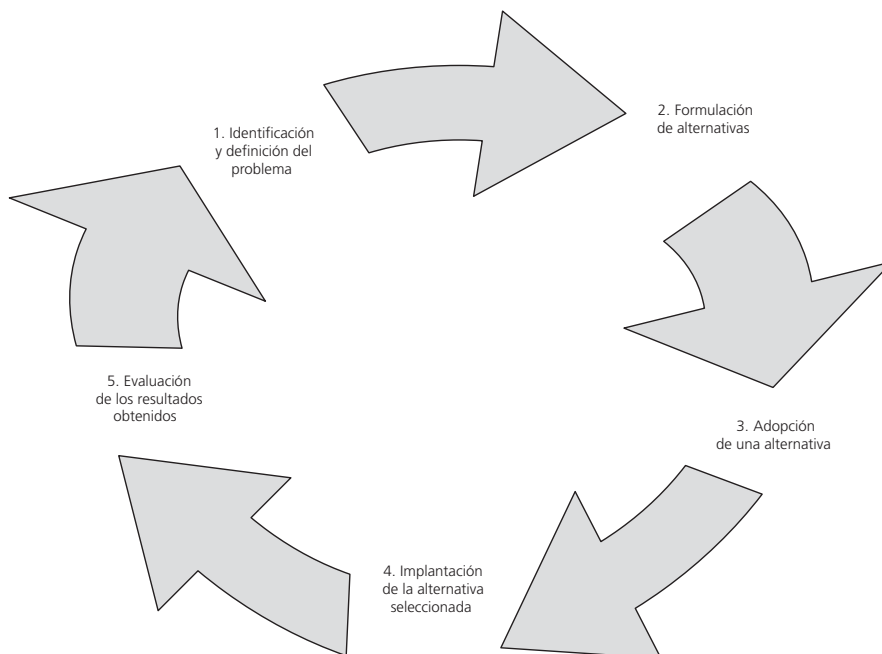 1. Identificación
y definición del
problema
2. Formulación
de alternativas
3. Adopción
de una alternativa
4. Implantación
de la alternativa
seleccionada
5. Evaluación
de los resultados
obtenidos